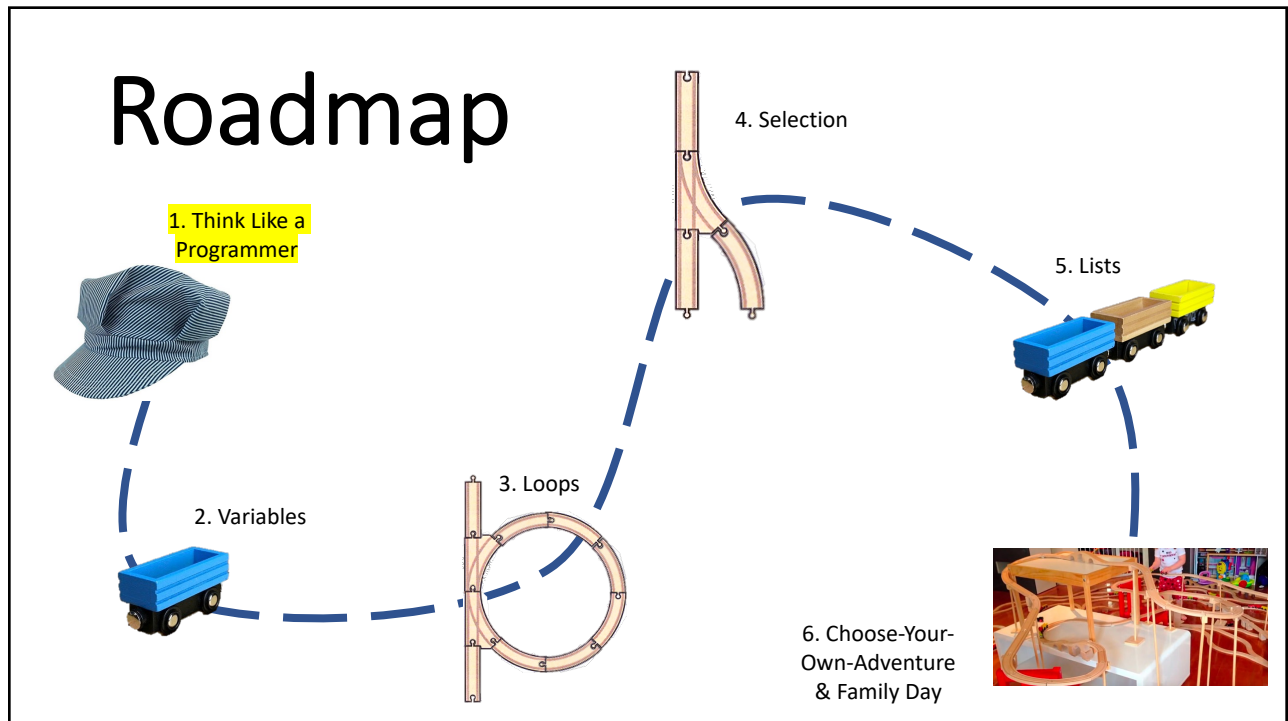 Roadmap
1. Think Like a
Programmer
2. Variables
3. Loops
4. Selection
5. Lists
6. Choose-Your-
Own-Adventure
& Family Day